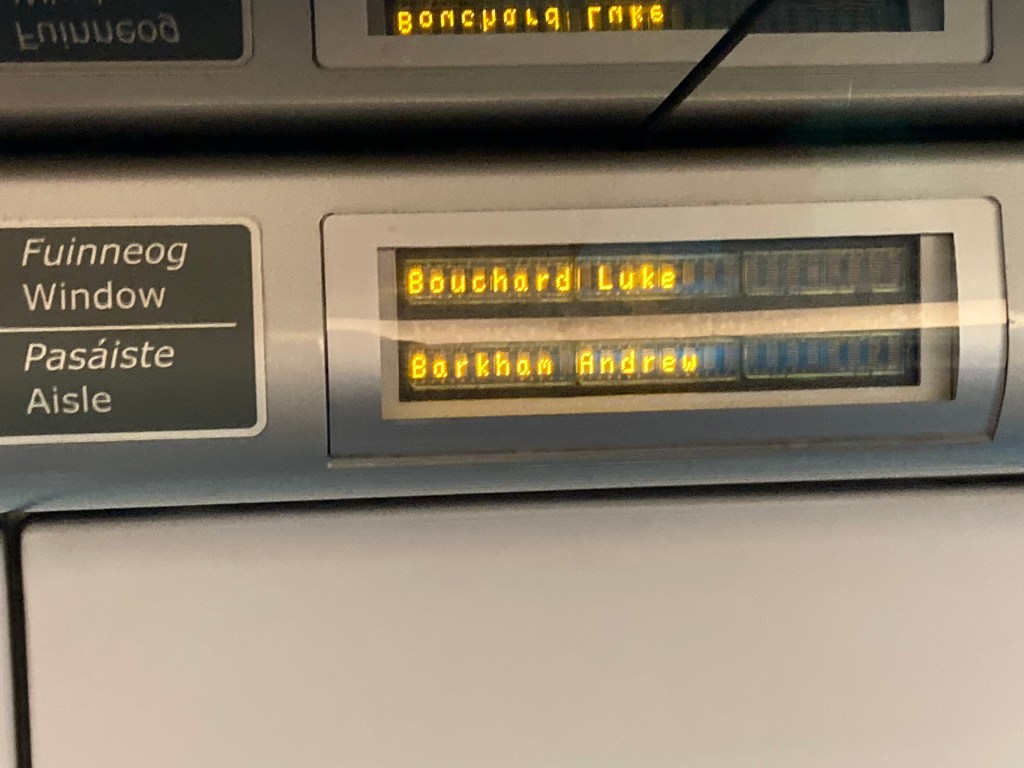 Fuinneog
Window
Pasáiste
Aisle
Bouchard Luke
Barkham Andrew